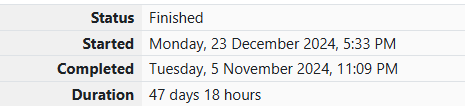 Status Finished
Started Monday, 23 December 2024, 5:33 PM
Completed Tuesday, 5 November 2024, 11:09 PM
Duration 47 days 18 hours